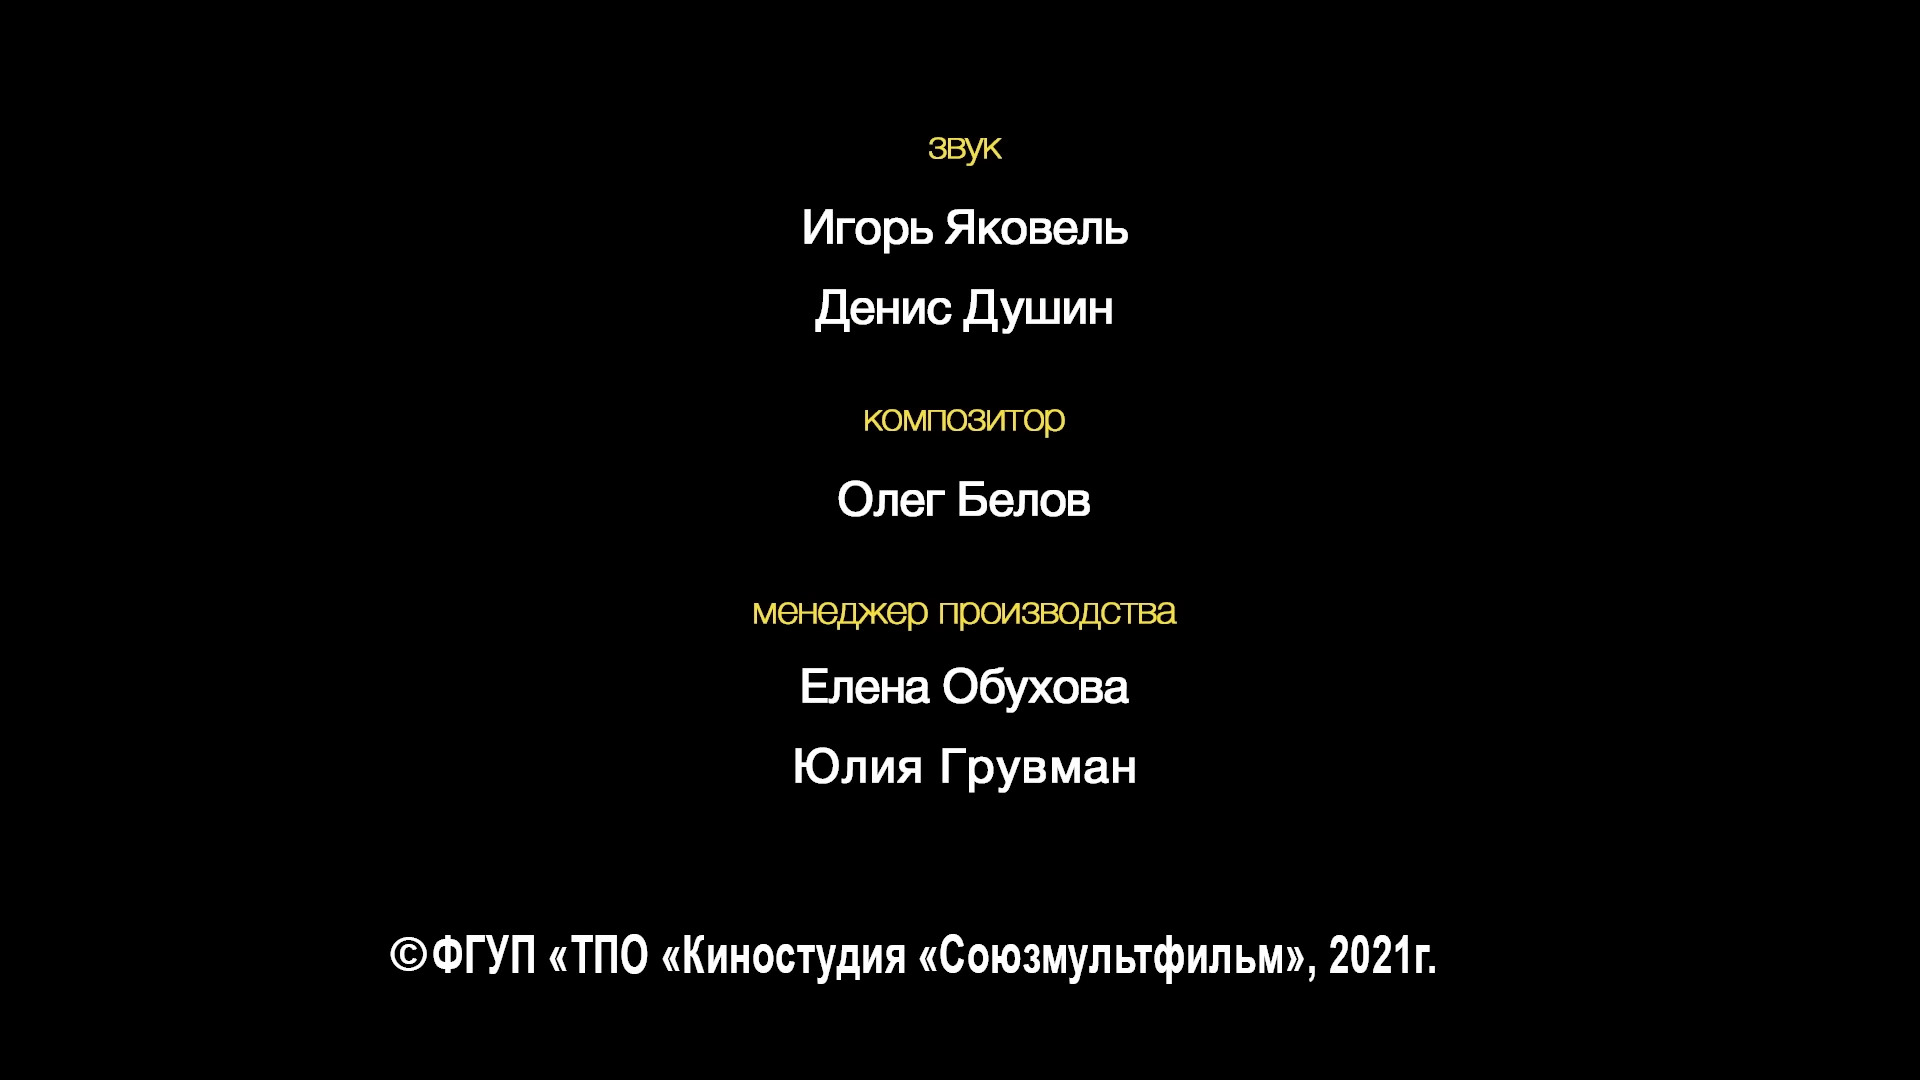 звук
Игорь Яковель
Денис Душин
композитор
Олег Белов
менеджер производства
Елена Обухова
Юлия Грувман
©ФГУП «ТПО «Киностудия «Союзмультфильм», 2021г.